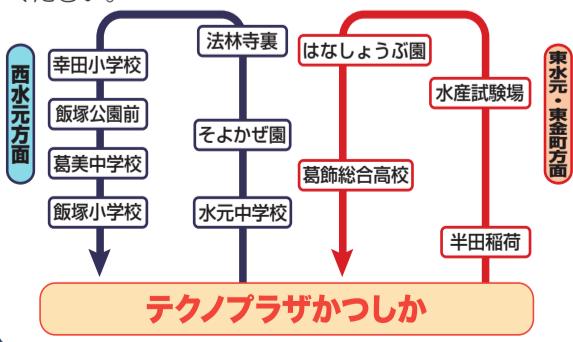 ください。
西水元方面
幸田小学校
飯塚公園前
葛美中学校
飯塚小学校
法林寺裏
そよかぜ園
水元中学校
はなしょうぶ園
葛飾総合高校
水産試験場
半田稲荷
東水元・東金町方面
テクノプラザかつしか